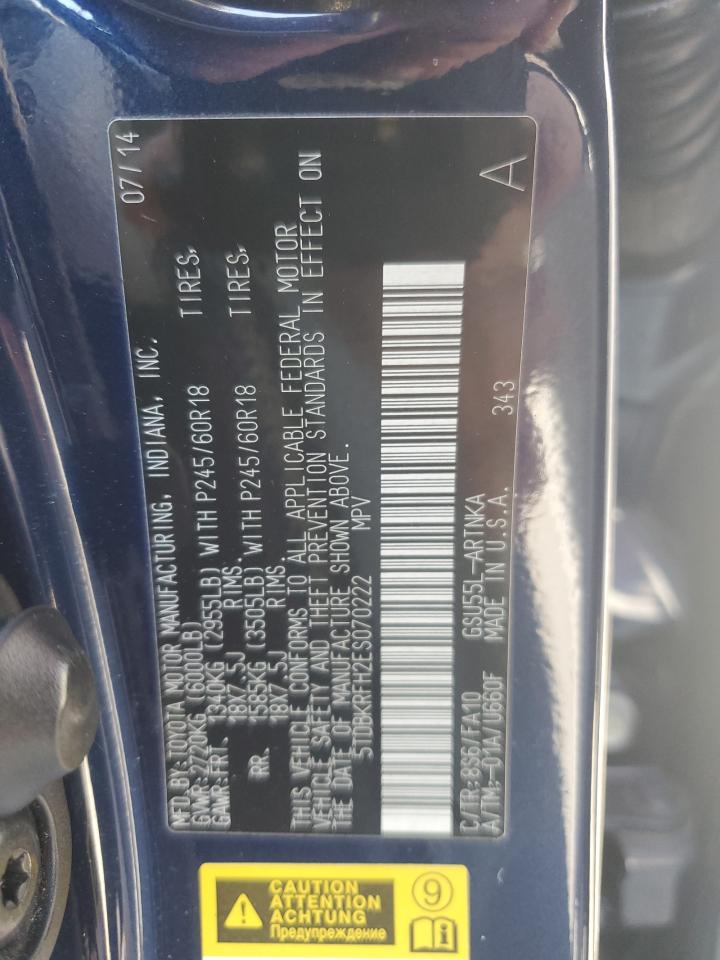 MFD. BY: TOYOTA MOTOR MANUFACTURING, INDIANA, INC. 07/14
GVWR: 2720KG (6000LB)
GAWR: FRT. 1340KG (2955LB) WITH P245/60R18 TIRES,
18X7.5J RIMS.
RR. 1585KG (3505LB) WITH P245/60R18 TIRES,
18X7.5J RIMS.
THIS VEHICLE CONFORMS TO ALL APPLICABLE FEDERAL MOTOR
VEHICLE SAFETY AND THEFT PREVENTION STANDARDS IN EFFECT ON
THE DATE OF MANUFACTURE SHOWN ABOVE.
5TDBKRFH2ES070222 MPV
C/TR: 8S6/FA10 GSU55L-ARTNKA
A/TM: -01A/U660F MADE IN U.S.A. 343 A
CAUTION
ATTENTION
ACHTUNG
Предупреждение
9
i